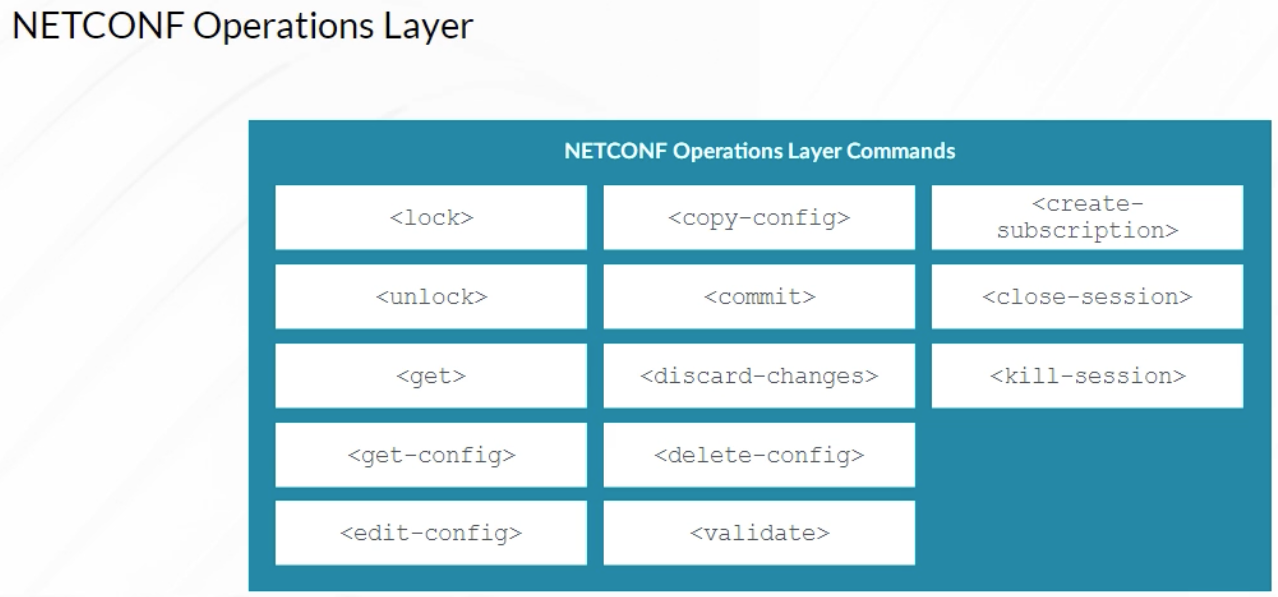 NETCONF Operations Layer
NETCONF Operations Layer Commands
<lock>
<copy-config>
<create-
subscription>
<unlock>
<commit>
<close-session>
<get>
<discard-changes>
<kill-session>
<get-config>
<delete-config>
<edit-config>
<validate>